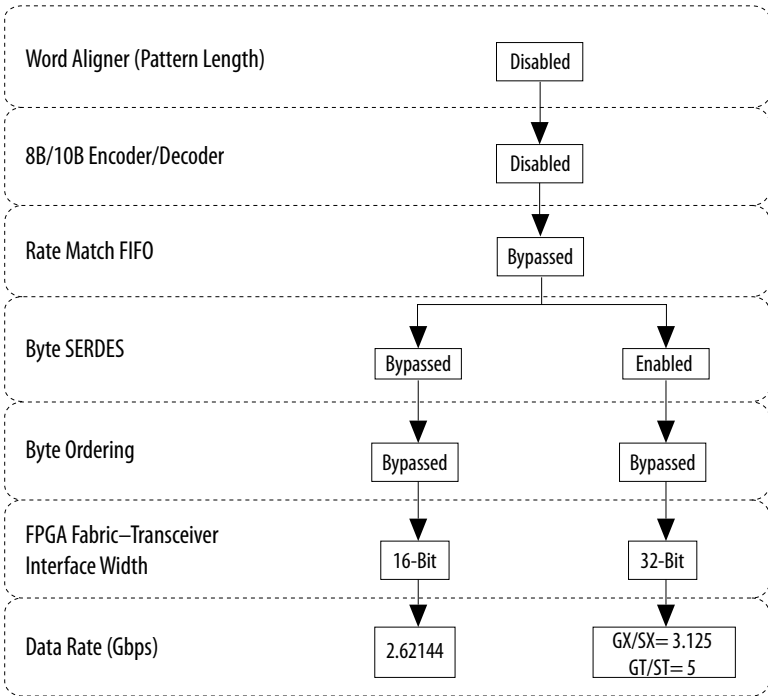 Word Aligner (Pattern Length)
Disabled
8B/10B Encoder/Decoder
Disabled
Rate Match FIFO
Bypassed
Byte SERDES
Bypassed
Enabled
Byte Ordering
Bypassed
Bypassed
FPGA Fabric–Transceiver
Interface Width
16-Bit
32-Bit
Data Rate (Gbps)
2.62144
GX/SX= 3.125
GT/ST= 5